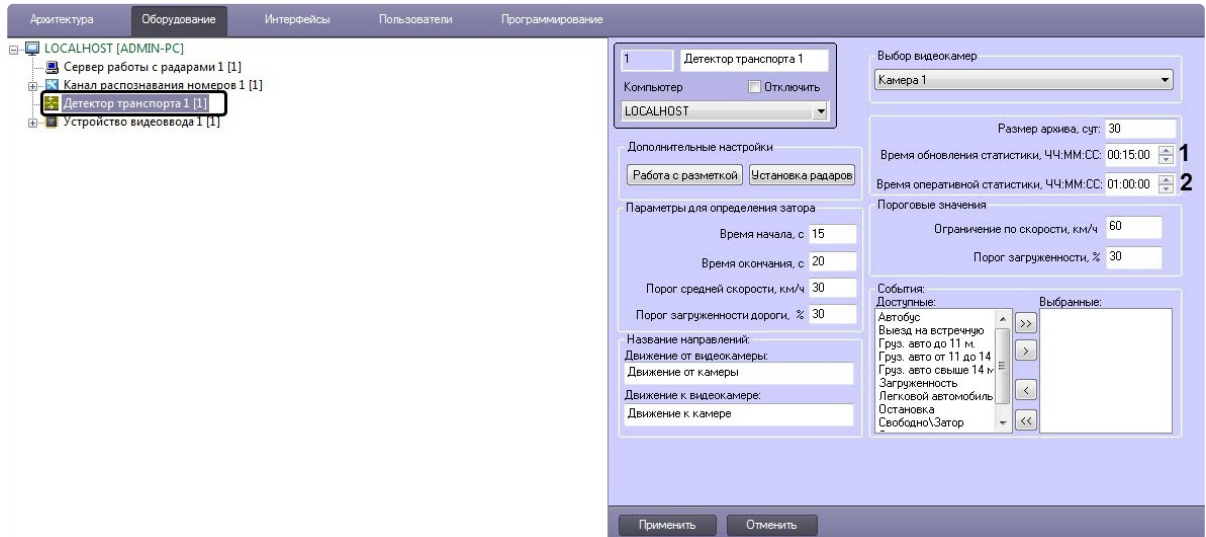 Архитектура Оборудование Интерфейсы Пользователи Программирование
LOCALHOST [ADMIN-PC]
Сервер работы с радарами 1 [1]
Канал распознавания номеров 1 [1]
Детектор транспорта 1 [1]
Устройство видеоввода 1 [1]
1 Детектор транспорта 1
Компьютер Отключить
LOCALHOST
Дополнительные настройки
Работа с разметкой Установка радаров
Параметры для определения затора
Время начала, с 15
Время окончания, с 20
Порог средней скорости, км/ч 30
Порог загруженности дороги, % 30
Название направлений:
Движение от видеокамеры:
Движение от камеры
Движение к видеокамере:
Движение к камере
Выбор видеокамер
Камера 1
Размер архива, сут: 30
Время обновления статистики, ЧЧ:ММ:СС: 00:15:00 1
Время оперативной статистики, ЧЧ:ММ:СС: 01:00:00 2
Пороговые значения
Ограничение по скорости, км/ч 60
Порог загруженности, % 30
События:
Доступные: Выбранные:
Автобус
Выезд на встречную
Груз. авто до 11 м.
Груз. авто от 11 до 14
Груз. авто свыше 14 м
Загруженность
Легковой автомобиль
Остановка
Свободно\Затор
>>
>
<
<<
Применить Отменить